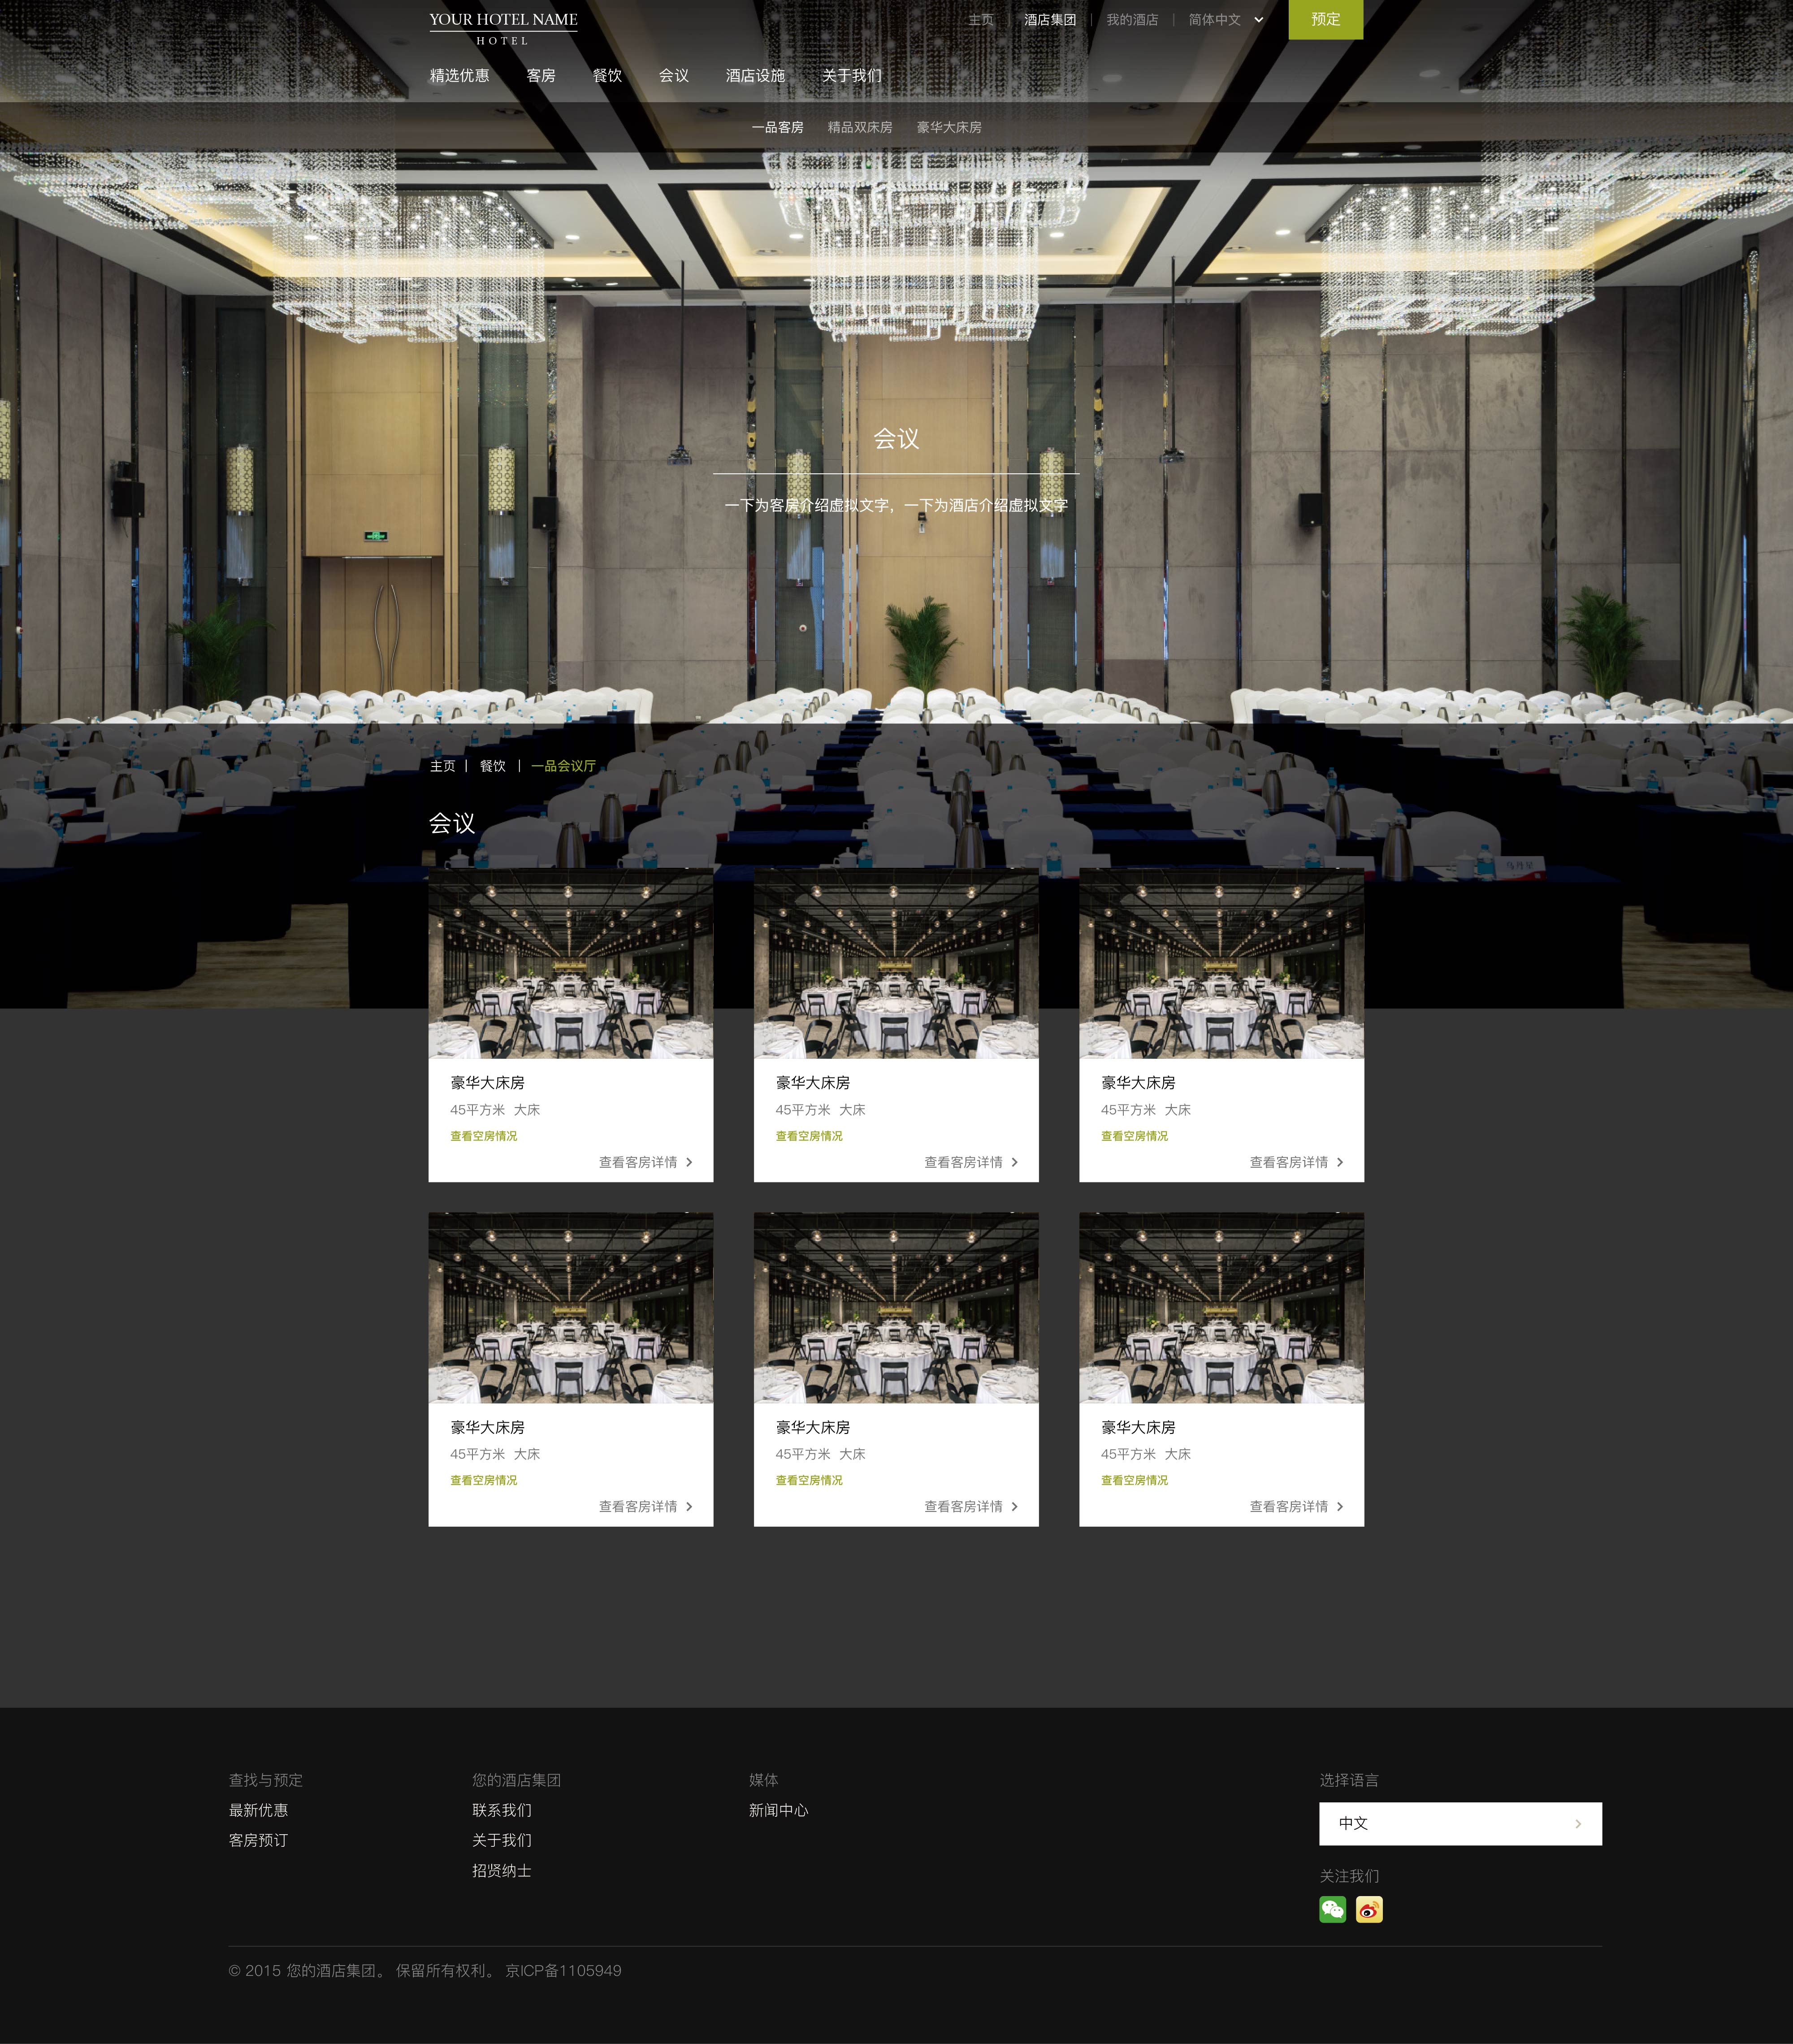 YOUR HOTEL NAME
HOTEL
主页 | 酒店集团 | 我的酒店 | 简体中文
预定
精选优惠 客房 餐饮 会议 酒店设施 关于我们
一品客房 精品双床房 豪华大床房
会议
一下为客房介绍虚拟文字，一下为酒店介绍虚拟文字
主页 | 餐饮 | 一品会议厅
会议
豪华大床房
45平方米 大床
查看空房情况
查看客房详情
豪华大床房
45平方米 大床
查看空房情况
查看客房详情
豪华大床房
45平方米 大床
查看空房情况
查看客房详情
豪华大床房
45平方米 大床
查看空房情况
查看客房详情
豪华大床房
45平方米 大床
查看空房情况
查看客房详情
豪华大床房
45平方米 大床
查看空房情况
查看客房详情
查找与预定
最新优惠
客房预订
您的酒店集团
联系我们
关于我们
招贤纳士
媒体
新闻中心
选择语言
中文
关注我们
© 2015 您的酒店集团。 保留所有权利。 京ICP备1105949